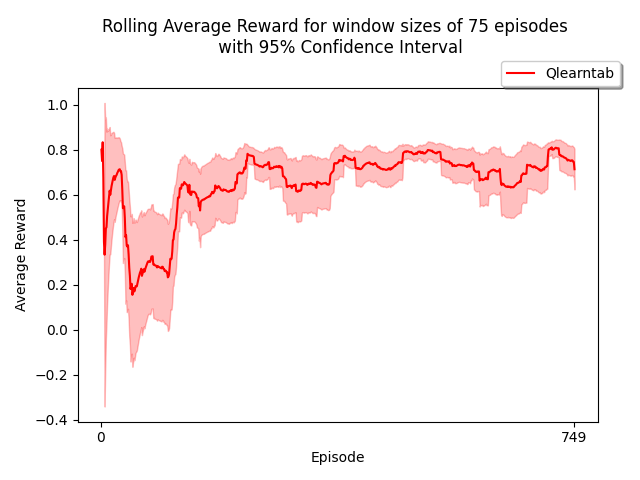 Rolling Average Reward for window sizes of 75 episodes
with 95% Confidence Interval
Qlearntab
Average Reward
1.0
0.8
0.6
0.4
0.2
0.0
−0.2
−0.4
0
749
Episode